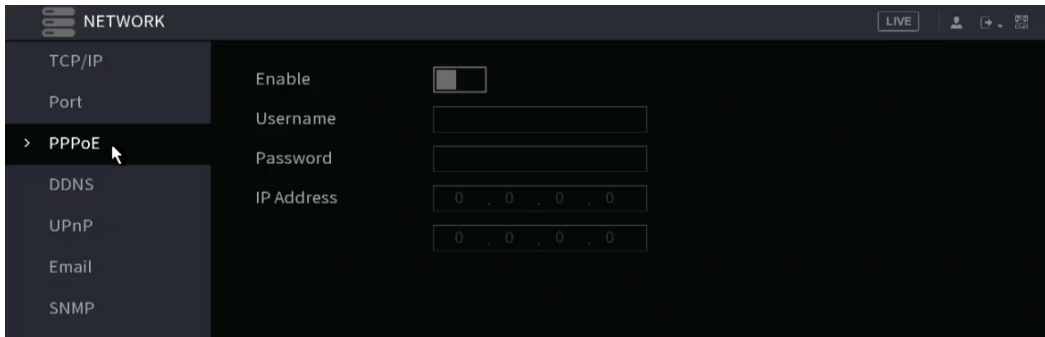 NETWORK
LIVE
TCP/IP
Port
> PPPoE
DDNS
UPnP
Email
SNMP
Enable
Username
Password
IP Address
0 . 0 . 0 . 0
0 . 0 . 0 . 0